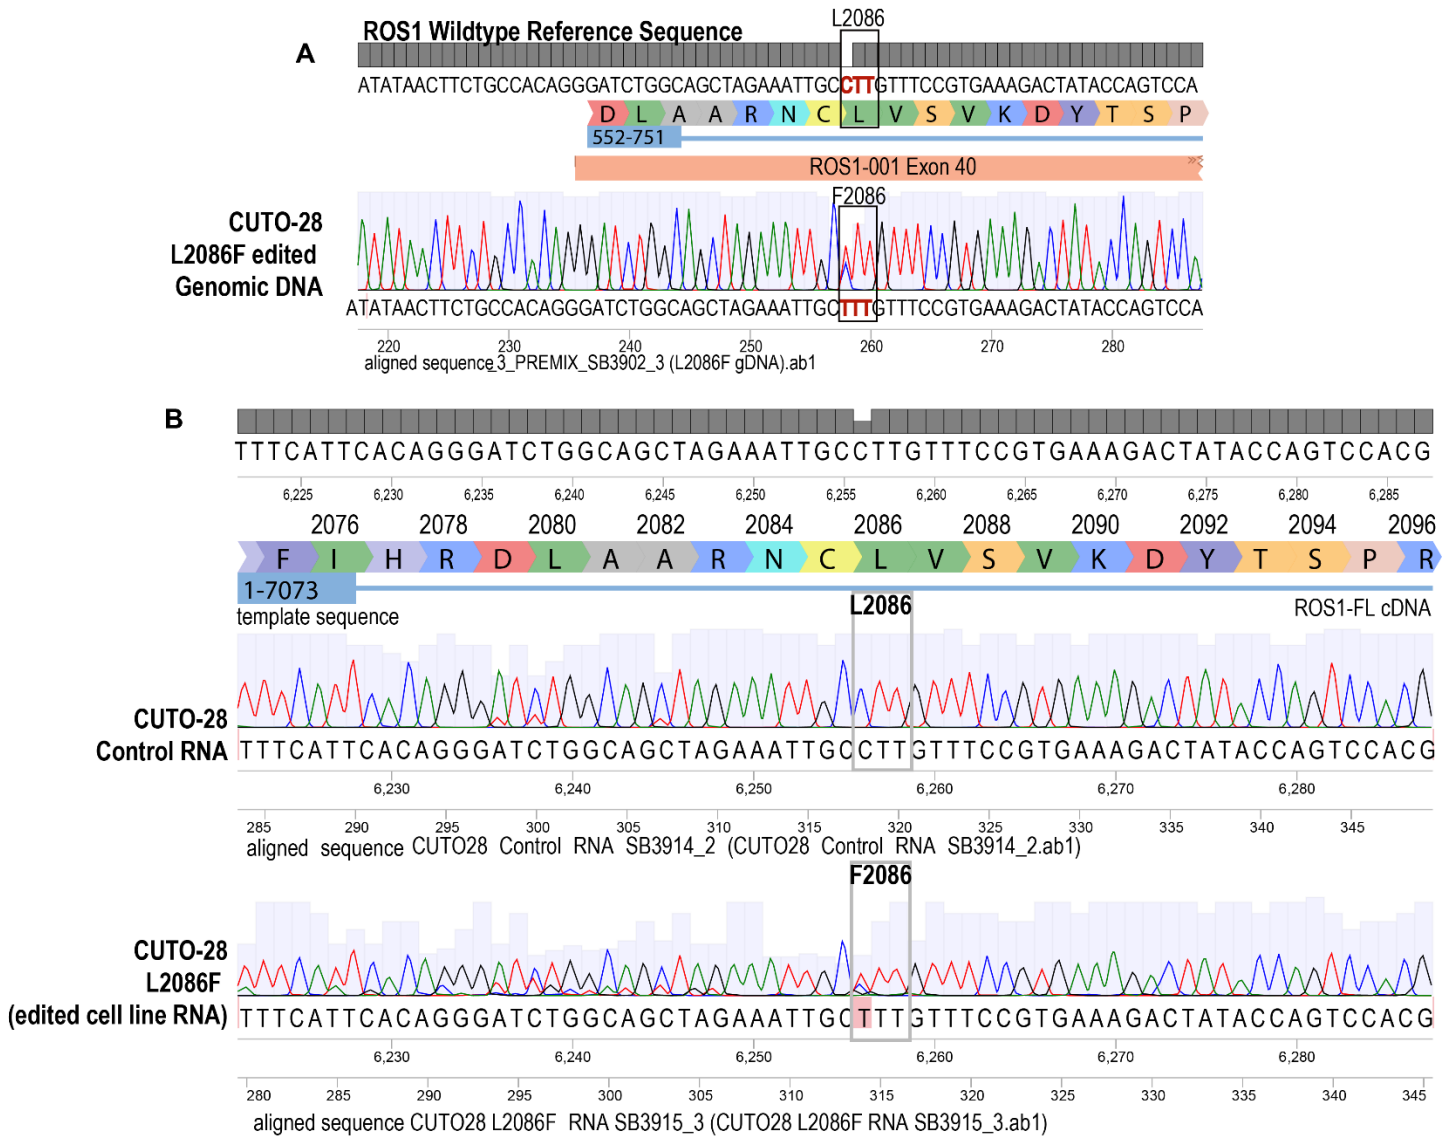 A
ROS1 Wildtype Reference Sequence
L2086
ATATAACTTCTGCCACAGGGATCTGGCAGCTAGAAATTGCCTTGTTTCCGTGAAAGACTATACCAGTCCA
D L A A R N C L V S V K D Y T S P
552-751
ROS1-001 Exon 40
F2086
CUTO-28
L2086F edited
Genomic DNA
ATATAACTTCTGCCACAGGGATCTGGCAGCTAGAAATTGCTTTGTTTCCGTGAAAGACTATACCAGTCCA
220 230 240 250 260 270 280
aligned sequence_3_PREMIX_SB3902_3 (L2086F gDNA).ab1
B
TTTCATTCACAGGGATCTGGCAGCTAGAAATTGCCTTGTTTCCGTGAAAGACTATACCAGTCCACG
6,225 6,230 6,235 6,240 6,245 6,250 6,255 6,260 6,265 6,270 6,275 6,280 6,285
2076 2078 2080 2082 2084 2086 2088 2090 2092 2094 2096
F I H R D L A A R N C L V S V K D Y T S P R
1-7073
template sequence
L2086
ROS1-FL cDNA
CUTO-28
Control RNA
TTTCATTCACAGGGATCTGGCAGCTAGAAATTGCCTTGTTTCCGTGAAAGACTATACCAGTCCACG
6,230 6,240 6,250 6,260 6,270 6,280
285 290 295 300 305 310 315 320 325 330 335 340 345
aligned sequence CUTO28 Control RNA SB3914_2 (CUTO28 Control RNA SB3914_2.ab1)
F2086
CUTO-28
L2086F
(edited cell line RNA)
TTTCATTCACAGGGATCTGGCAGCTAGAAATTGCTTTGTTTCCGTGAAAGACTATACCAGTCCACG
6,230 6,240 6,250 6,260 6,270 6,280
280 285 290 295 300 305 310 315 320 325 330 335 340 345
aligned sequence CUTO28 L2086F RNA SB3915_3 (CUTO28 L2086F RNA SB3915_3.ab1)